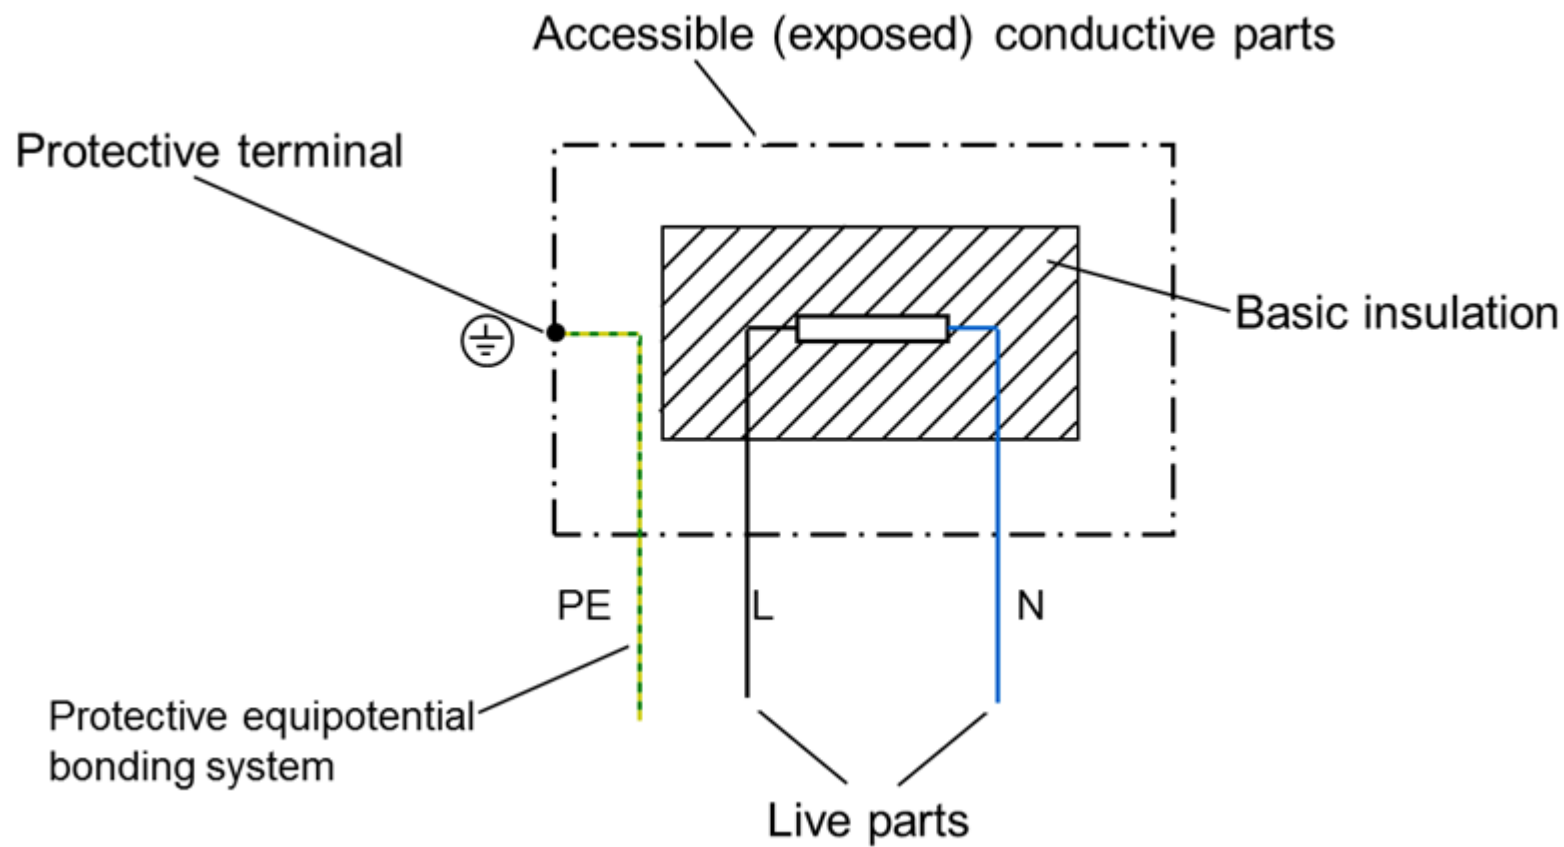 Accessible (exposed) conductive parts
Protective terminal
Basic insulation
PE
L
N
Protective equipotential
bonding system
Live parts